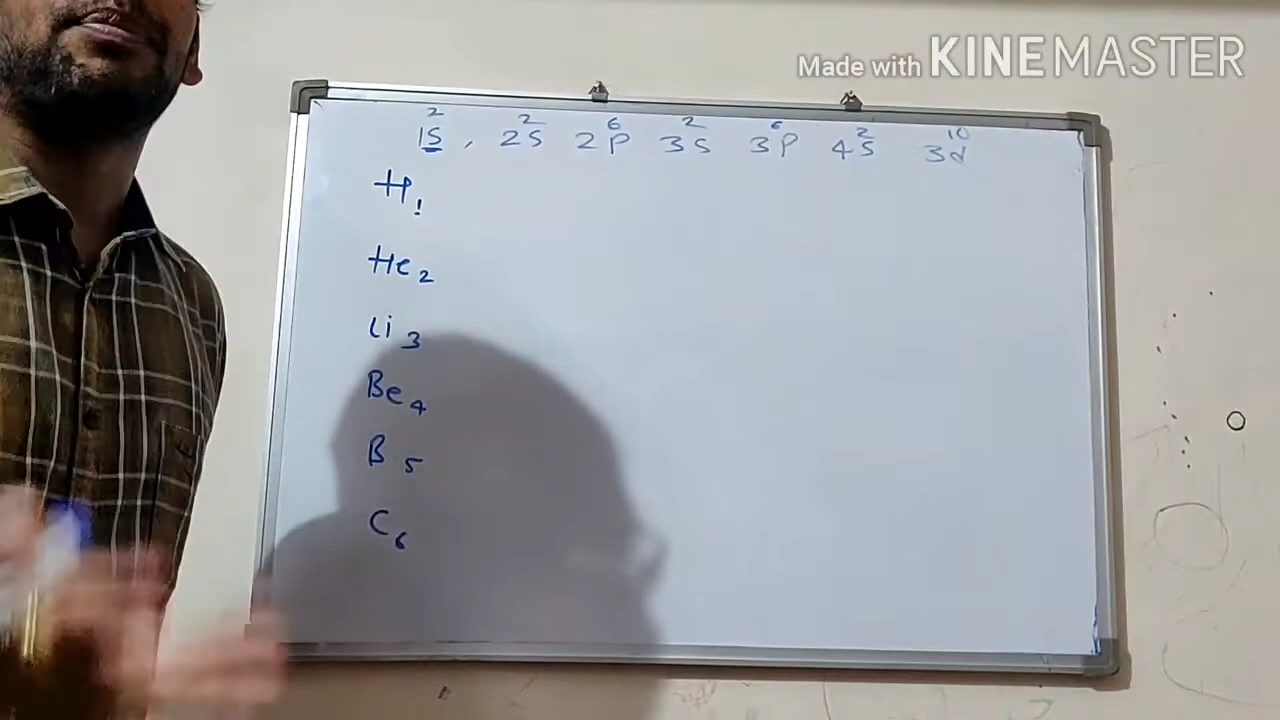 Made with KINEMASTER
1s², 2s² 2p⁶ 3s² 3p⁶ 4s² 3d¹⁰
H₁
He₂
Li₃
Be₄
B₅
C₆